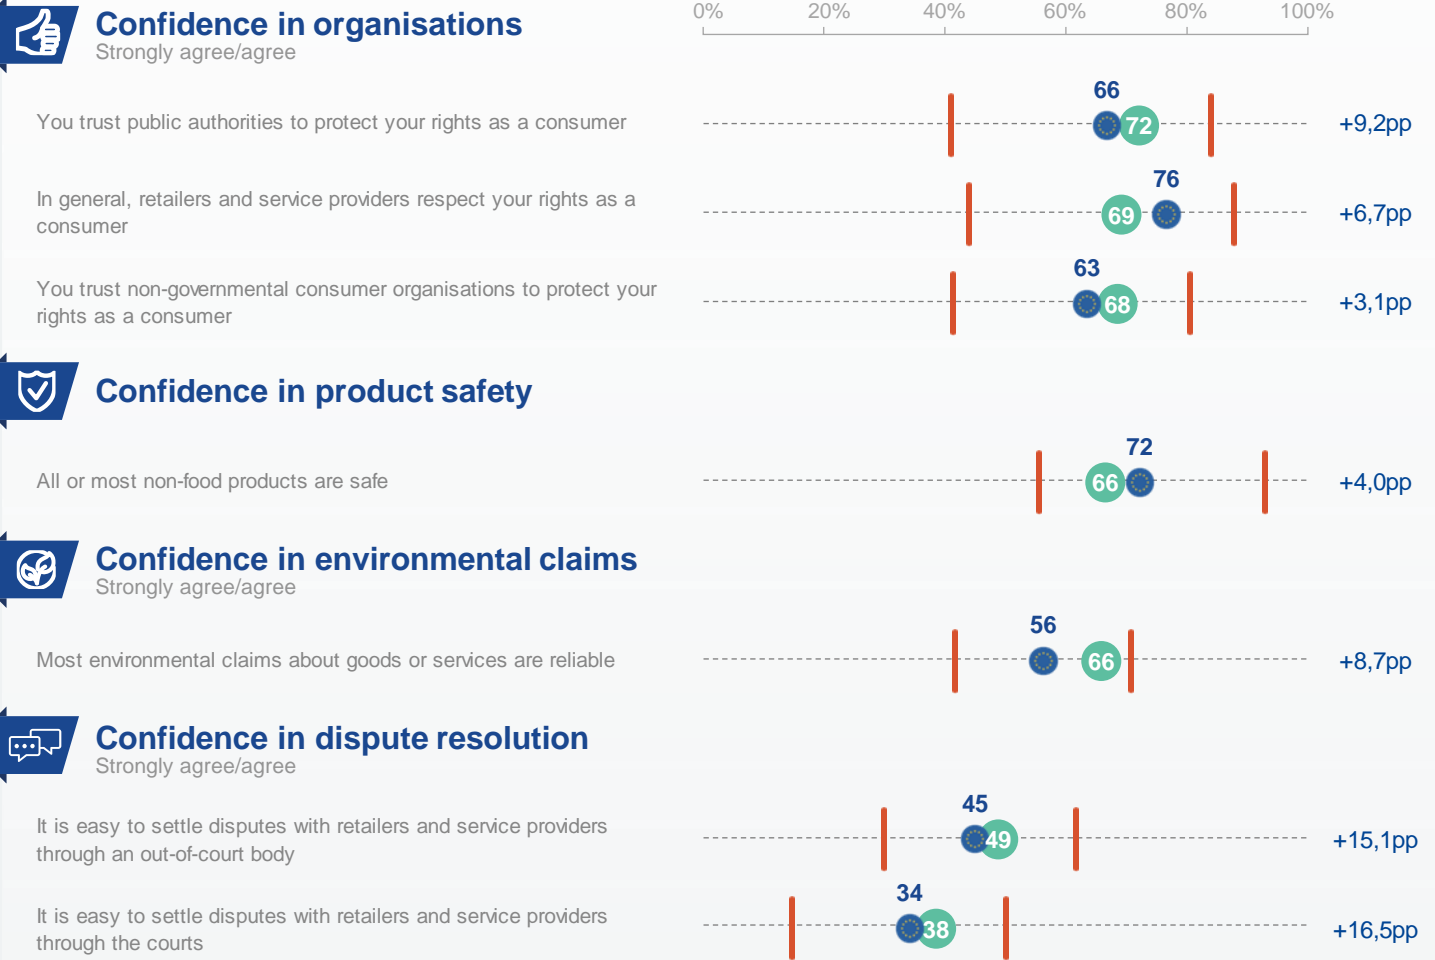 Confidence in organisations
Strongly agree/agree
0% 20% 40% 60% 80% 100%
You trust public authorities to protect your rights as a consumer
66
72
+9,2pp
In general, retailers and service providers respect your rights as a
consumer
76
69
+6,7pp
You trust non-governmental consumer organisations to protect your
rights as a consumer
63
68
+3,1pp
Confidence in product safety
All or most non-food products are safe
72
66
+4,0pp
Confidence in environmental claims
Strongly agree/agree
Most environmental claims about goods or services are reliable
56
66
+8,7pp
Confidence in dispute resolution
Strongly agree/agree
It is easy to settle disputes with retailers and service providers
through an out-of-court body
45
49
+15,1pp
It is easy to settle disputes with retailers and service providers
through the courts
34
38
+16,5pp